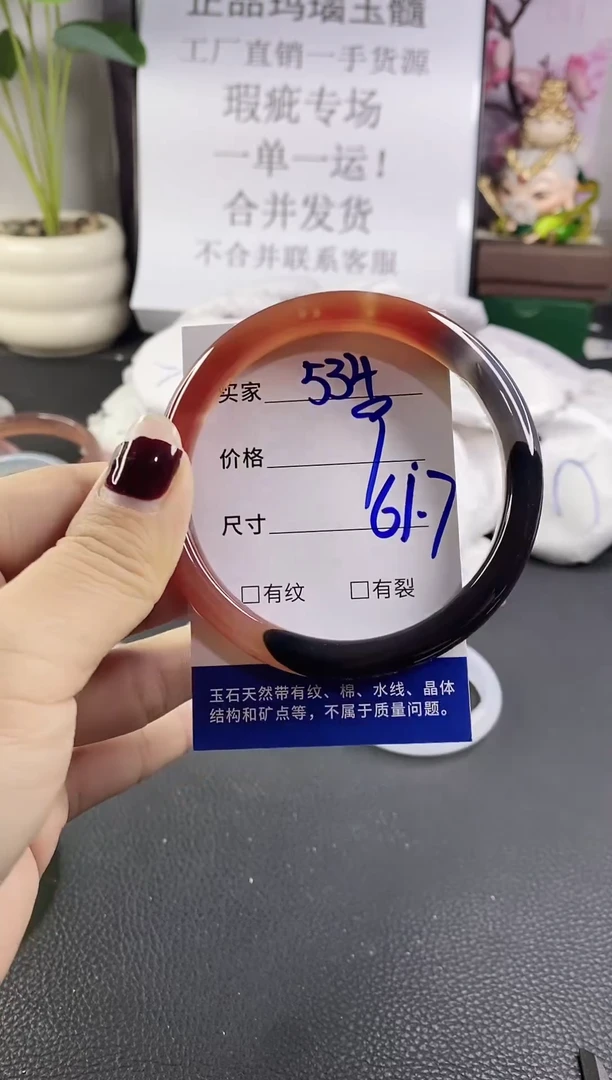 正品玛瑙玉髓
工厂直销一手货源
瑕疵专场
一单一运！
合并发货
不合并联系客服
买家 534
价格
尺寸 61.7
□有纹 □有裂
玉石天然带有纹、棉、水线、晶体
结构和矿点等，不属于质量问题。